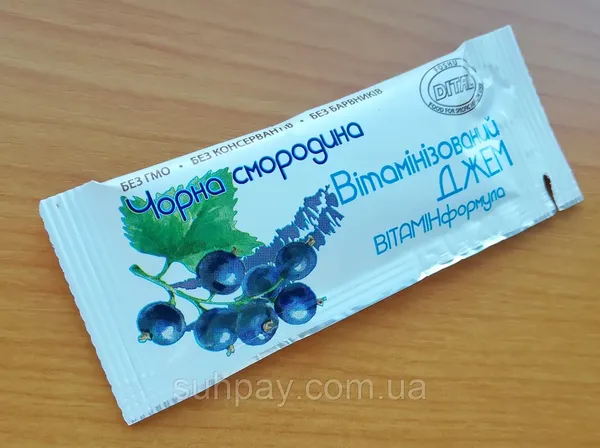 БЕЗ ГМО • БЕЗ КОНСЕРВАНТІВ • БЕЗ БАРВНИКІВ
Чорна смородина
Вітамінізований
ДЖЕМ
ВІТАМІНформула
DITAL
suhpay.com.ua